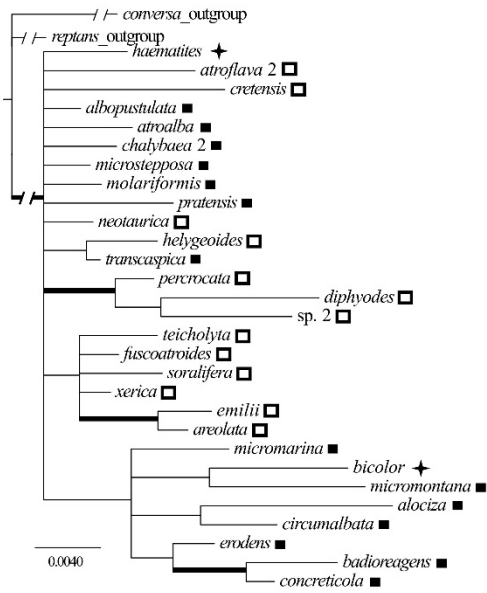 conversa_outgroup
reptans_outgroup
haematites
atroflava 2
cretensis
albopustulata
atroalba
chalybaea 2
microstepposa
molariformis
pratensis
neotaurica
helygeoides
transcaspica
percrocata
diphyodes
sp. 2
teicholyta
fuscoatroides
soralifera
xerica
emilii
areolata
micromarina
bicolor
micromontana
alociza
circumalbata
erodens
badioreagens
concreticola
0.0040